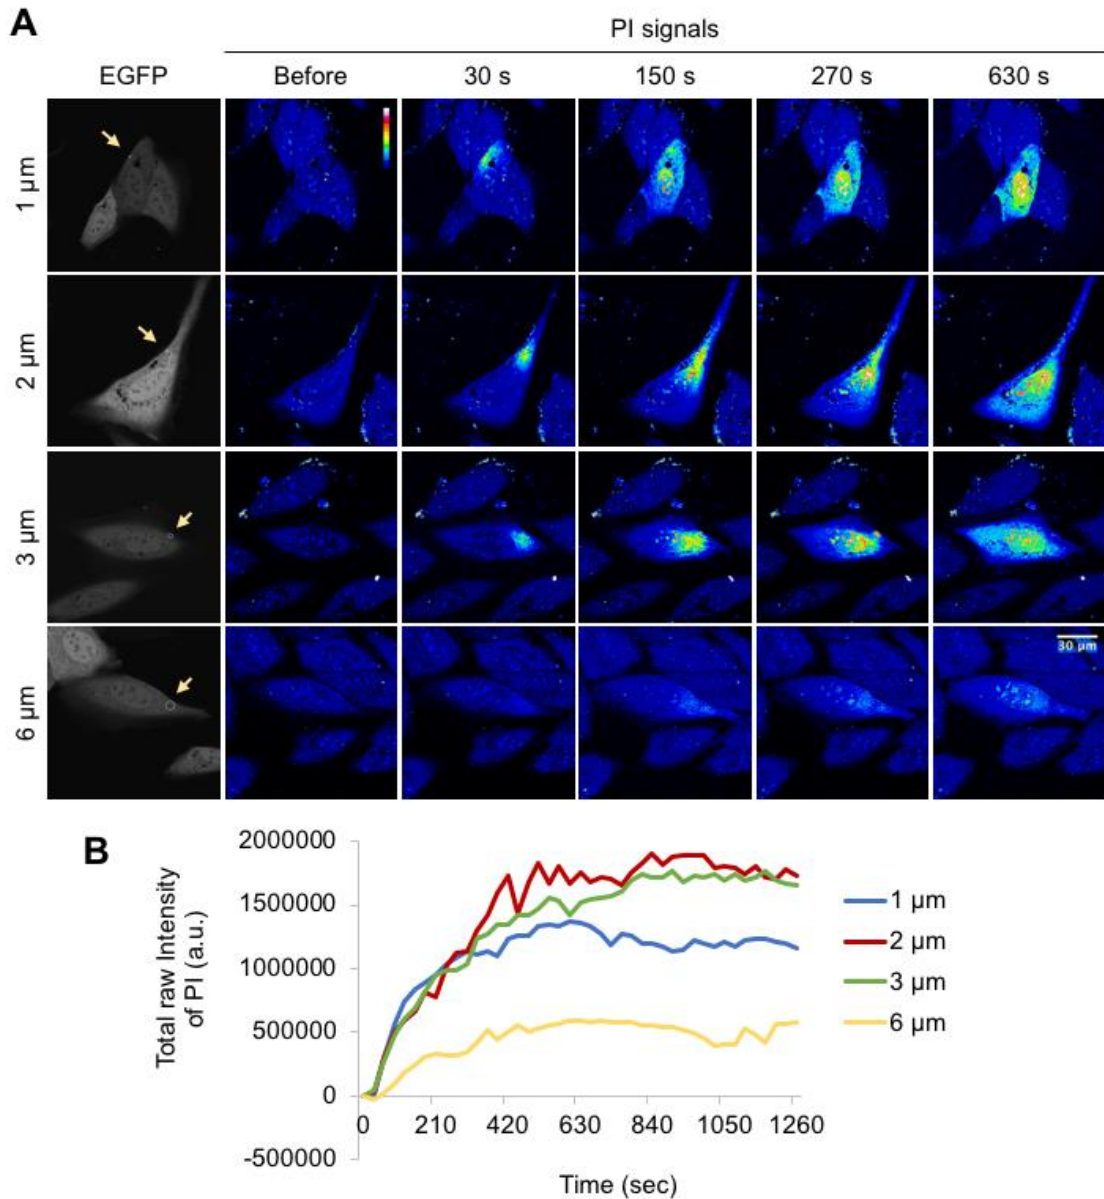 A
PI signals
EGFP Before 30 s 150 s 270 s 630 s
1 µm
2 µm
3 µm
6 µm
30 µm
B
Total raw Intensity
of PI (a.u.)
2000000
1500000
1000000
500000
0
-500000
0 210 420 630 840 1050 1260
Time (sec)
1 µm
2 µm
3 µm
6 µm